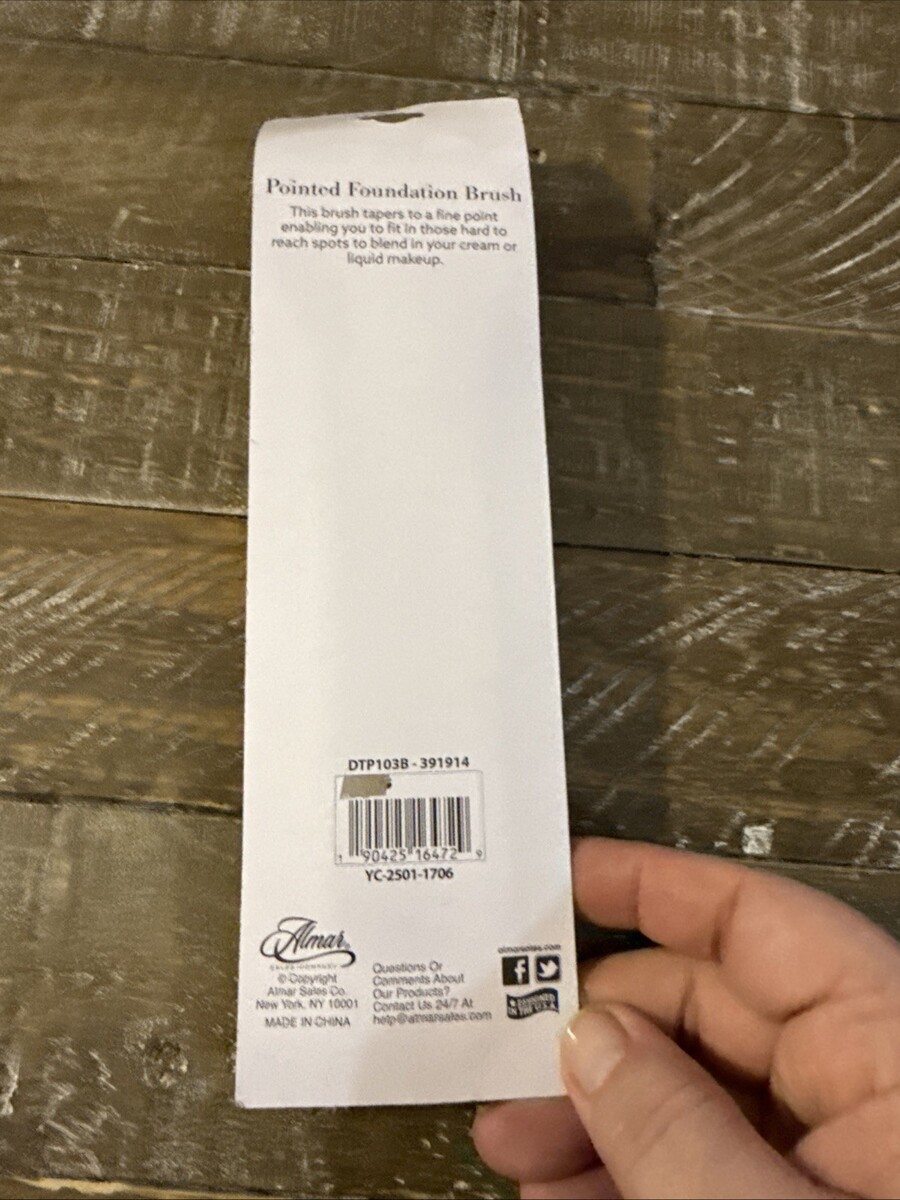 Pointed Foundation Brush
This brush tapers to a fine point
enabling you to fit in those hard to
reach spots to blend in your cream or
liquid makeup.
DTP103B - 391914
1 90425 16472 9
YC-2501-1706
Almar
SALES COMPANY
© Copyright
Almar Sales Co.
New York, NY 10001
MADE IN CHINA
Questions Or
Comments About
Our Products?
Contact Us 24/7 At
help@almarsales.com
almarsales.com
f
DESIGNED
IN THE U.S.A.